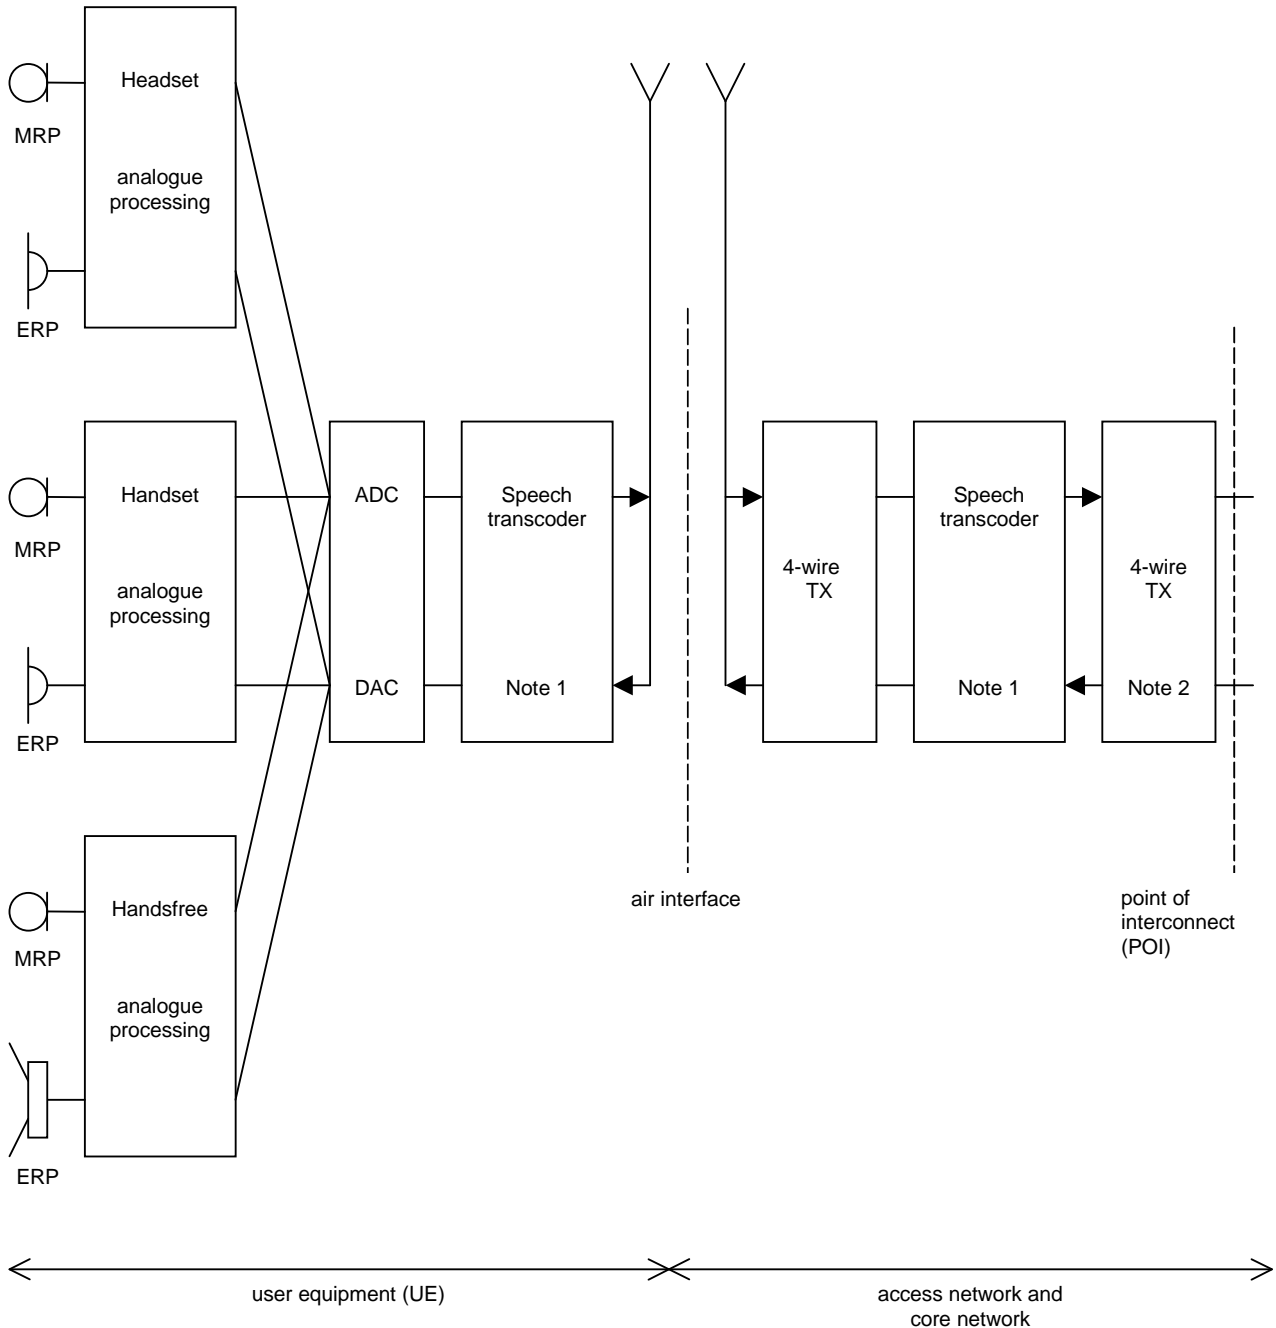 Headset
MRP
analogue
processing
ERP
Handset
MRP
analogue
processing
ERP
ADC
DAC
Speech
transcoder
Note 1
4-wire
TX
Speech
transcoder
Note 1
4-wire
TX
Note 2
Handsfree
MRP
analogue
processing
ERP
air interface
point of
interconnect
(POI)
user equipment (UE)
access network and
core network